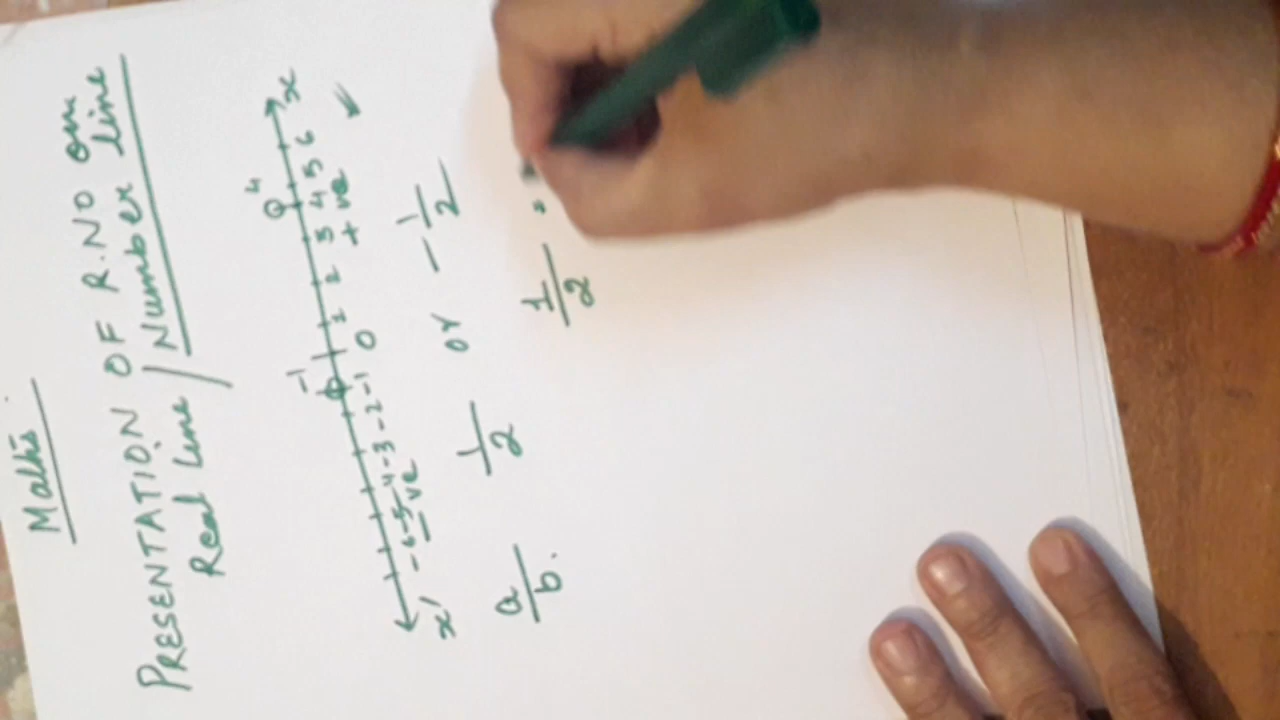 Maths
PRESENTATION OF R.NO on
Real Line / Number line
-1 4
x' x
-6 -5 -4 -3 -2 -1 0 1 2 3 4 5 6
-ve +ve
a/b. 1/2 or -1/2
1/2 =